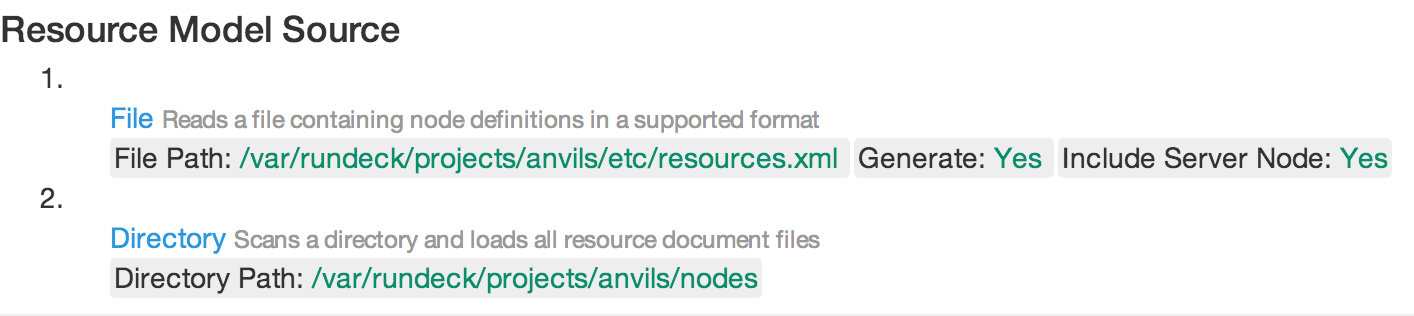 Resource Model Source
1.
File Reads a file containing node definitions in a supported format
File Path: /var/rundeck/projects/anvils/etc/resources.xml Generate: Yes Include Server Node: Yes
2.
Directory Scans a directory and loads all resource document files
Directory Path: /var/rundeck/projects/anvils/nodes